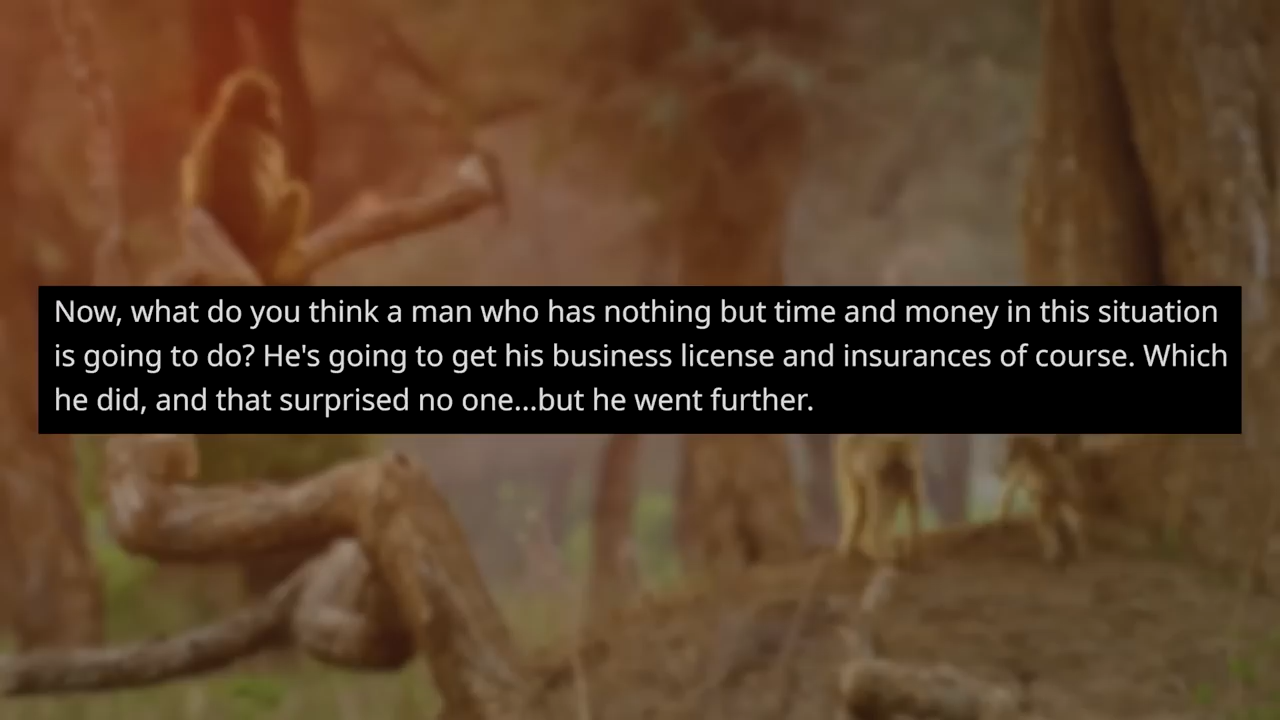 Now, what do you think a man who has nothing but time and money in this situation
is going to do? He's going to get his business license and insurances of course. Which
he did, and that surprised no one...but he went further.